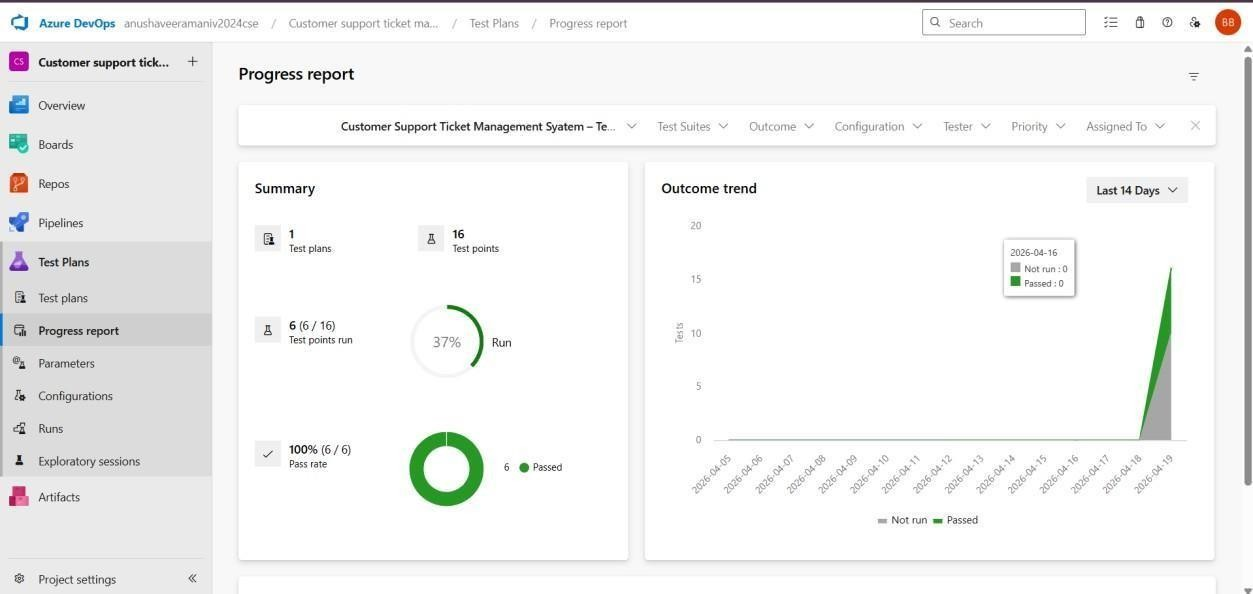 Azure DevOps anushaveeramaniv2024cse / Customer support ticket ma... / Test Plans / Progress report
Search
BB
CS Customer support tick... +
Overview
Boards
Repos
Pipelines
Test Plans
Test plans
Progress report
Parameters
Configurations
Runs
Exploratory sessions
Artifacts
Project settings
Progress report
Customer Support Ticket Management Syatem – Te... Test Suites Outcome Configuration Tester Priority Assigned To
Summary
1
Test plans
16
Test points
6 (6 / 16)
Test points run
37%
Run
100% (6 / 6)
Pass rate
6 Passed
Outcome trend
Last 14 Days
20
15
10
5
0
Tests
2026-04-16
Not run : 0
Passed : 0
2026-04-05
2026-04-06
2026-04-07
2026-04-08
2026-04-09
2026-04-10
2026-04-11
2026-04-12
2026-04-13
2026-04-14
2026-04-15
2026-04-16
2026-04-17
2026-04-18
2026-04-19
Not run Passed